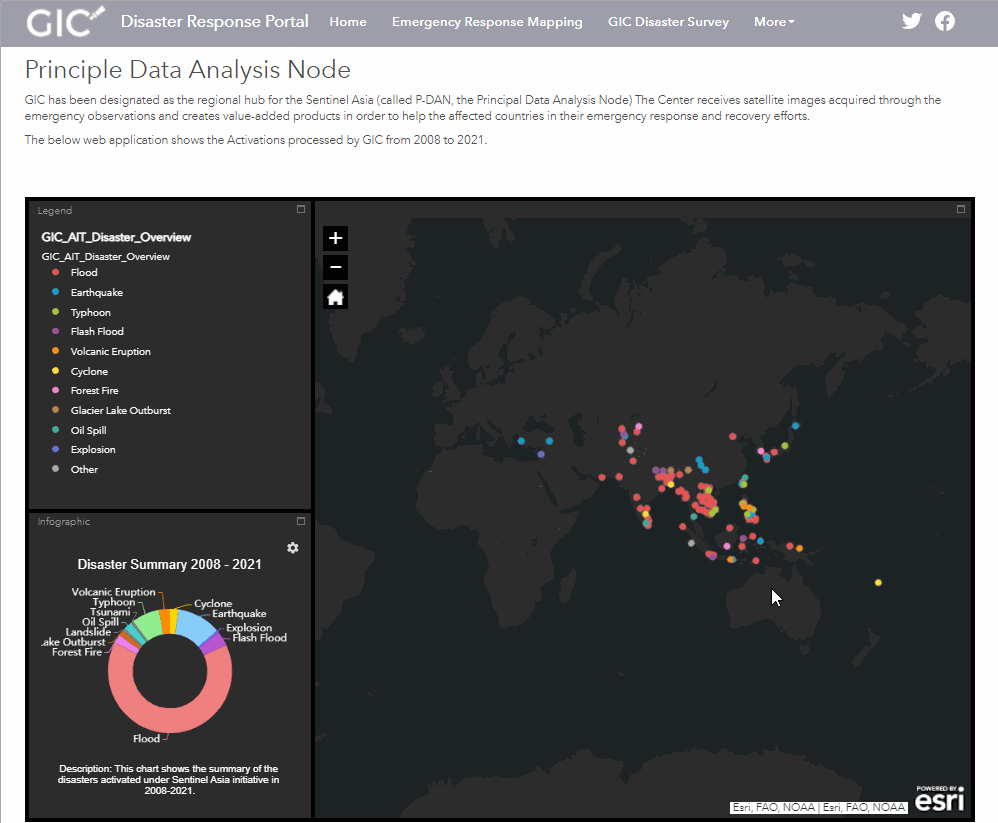 GIC Disaster Response Portal Home Emergency Response Mapping GIC Disaster Survey More
Principle Data Analysis Node
GIC has been designated as the regional hub for the Sentinel Asia (called P-DAN, the Principal Data Analysis Node) The Center receives satellite images acquired through the
emergency observations and creates value-added products in order to help the affected countries in their emergency response and recovery efforts.
The below web application shows the Activations processed by GIC from 2008 to 2021.
Legend
GIC_AIT_Disaster_Overview
GIC_AIT_Disaster_Overview
Flood
Earthquake
Typhoon
Flash Flood
Volcanic Eruption
Cyclone
Forest Fire
Glacier Lake Outburst
Oil Spill
Explosion
Other
+
−
Infographic
Disaster Summary 2008 - 2021
Volcanic Eruption
Typhoon
Tsunami
Oil Spill
Landslide
ake Outburst
Forest Fire
Cyclone
Earthquake
Explosion
Flash Flood
Flood
Description: This chart shows the summary of the
disasters activated under Sentinel Asia initiative in
2008-2021.
Esri, FAO, NOAA | Esri, FAO, NOAA
POWERED BY
esri